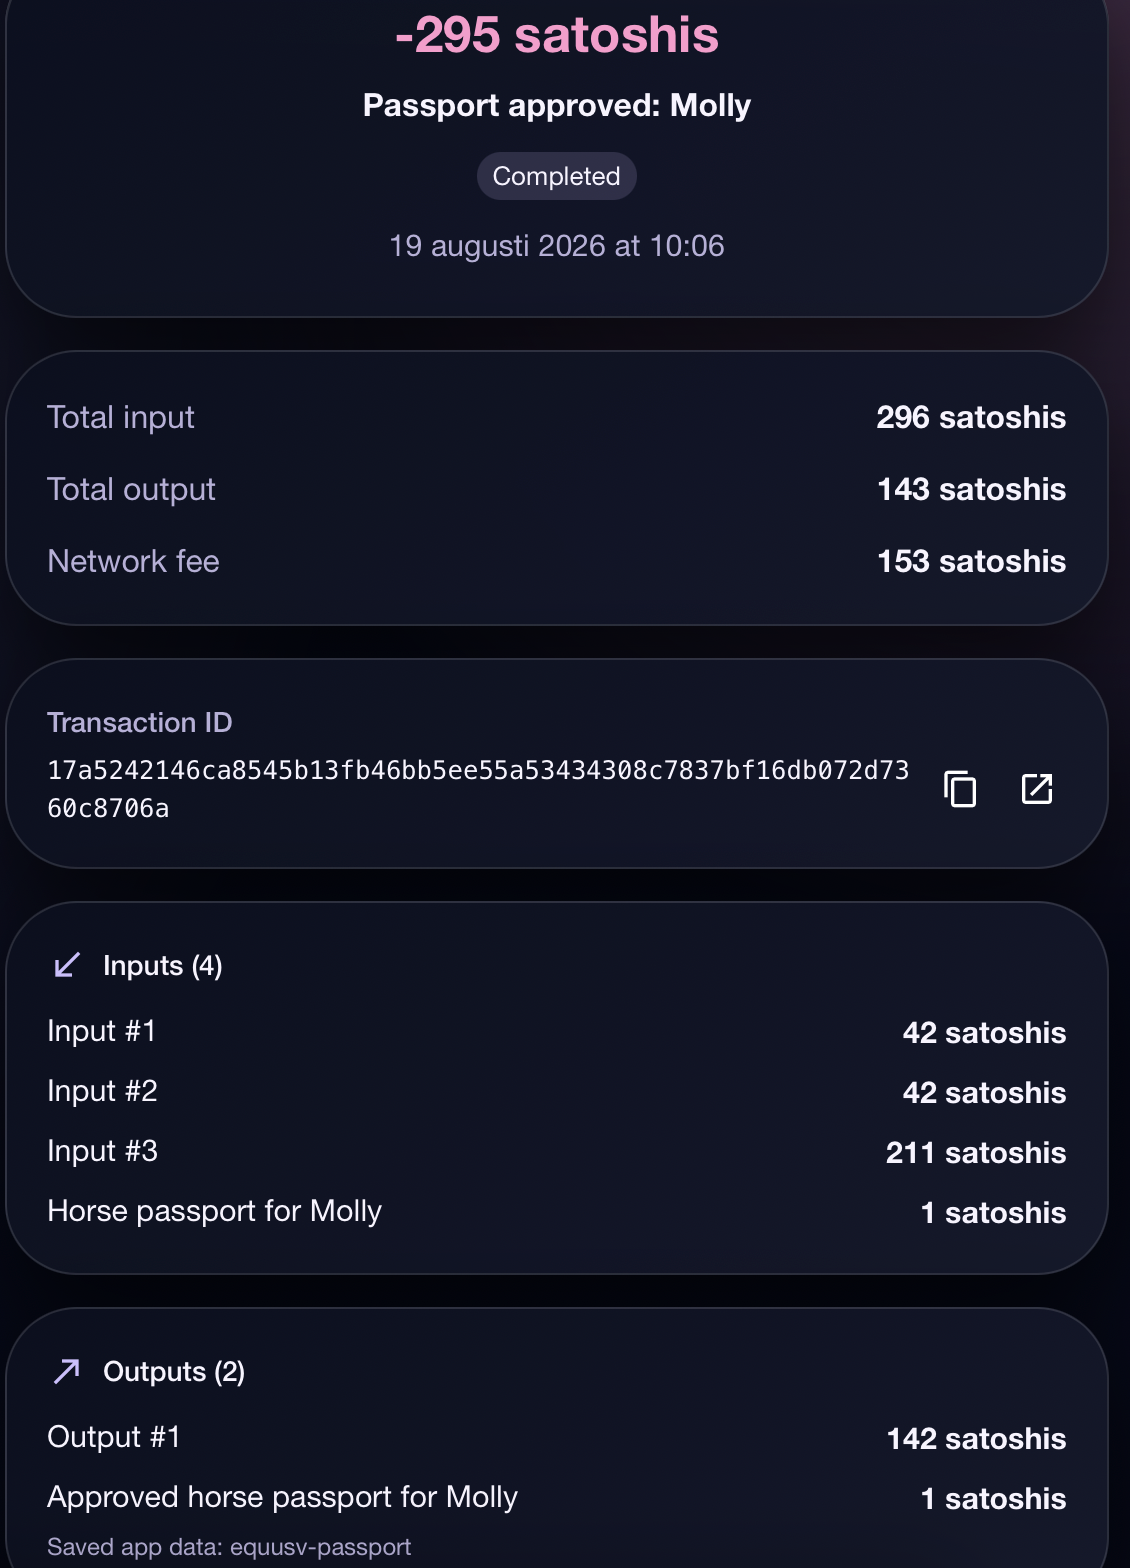 -295 satoshis
Passport approved: Molly
Completed
19 augusti 2026 at 10:06
Total input 296 satoshis
Total output 143 satoshis
Network fee 153 satoshis
Transaction ID
17a5242146ca8545b13fb46bb5ee55a53434308c7837bf16db072d73
60c8706a
Inputs (4)
Input #1 42 satoshis
Input #2 42 satoshis
Input #3 211 satoshis
Horse passport for Molly 1 satoshis
Outputs (2)
Output #1 142 satoshis
Approved horse passport for Molly 1 satoshis
Saved app data: equusv-passport